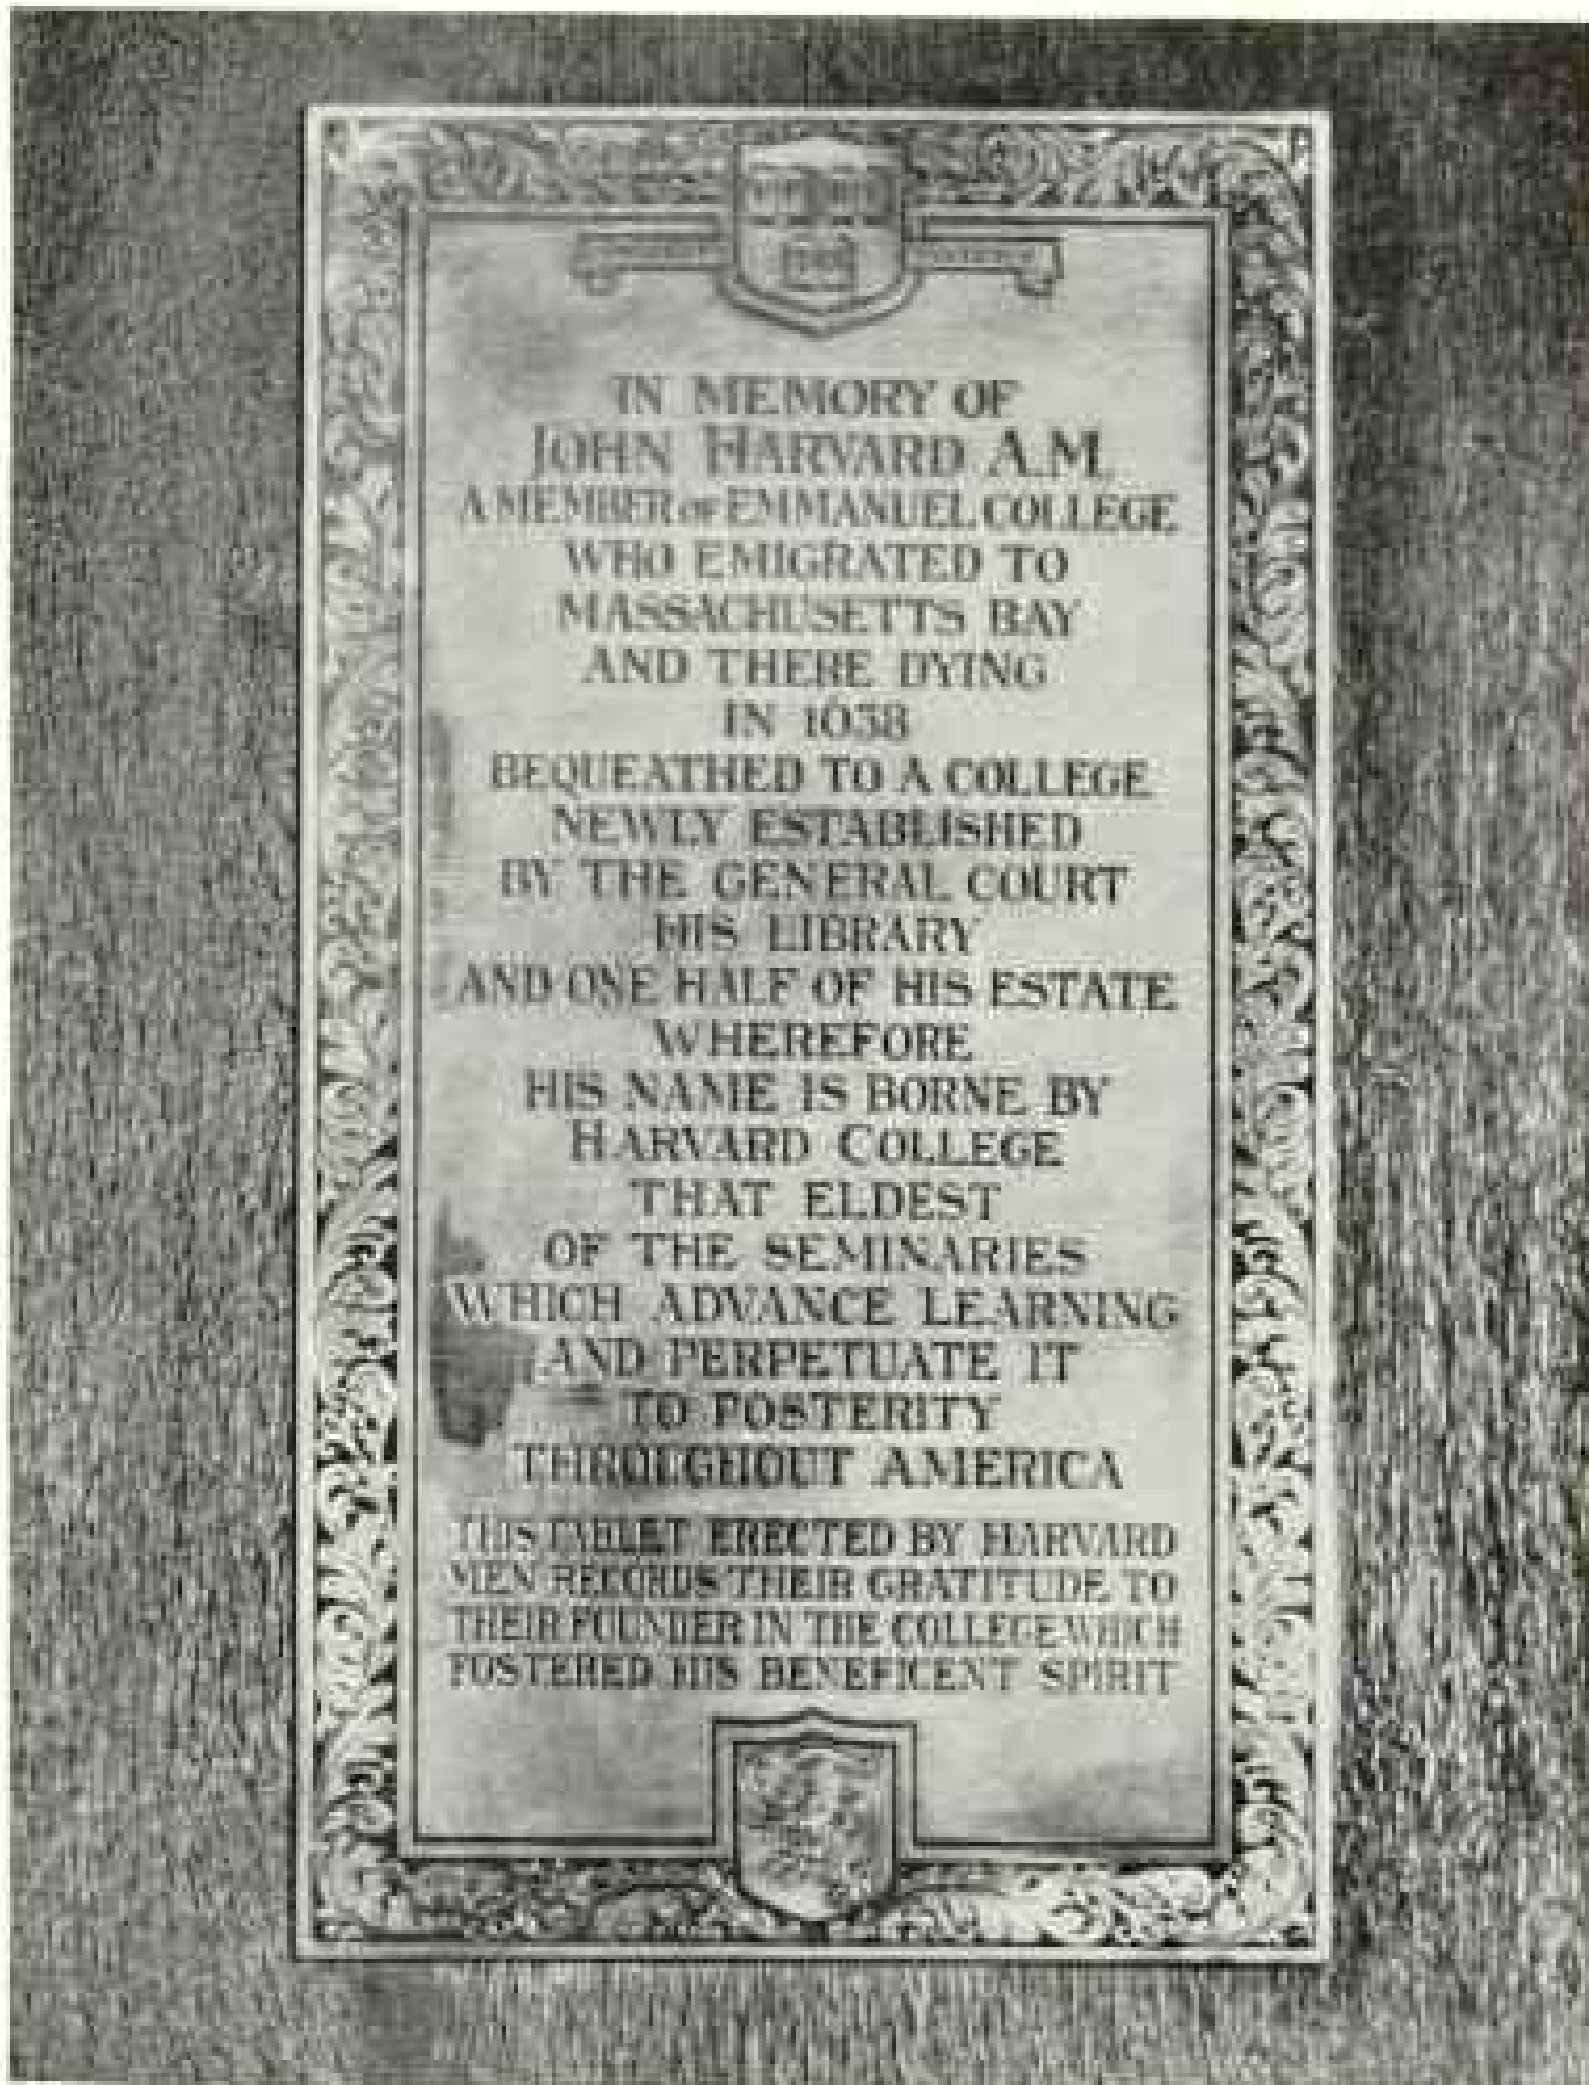 IN MEMORY OF
JOHN HARVARD A.M.
A MEMBER OF EMMANUEL COLLEGE
WHO EMIGRATED TO
MASSACHUSETTS BAY
AND THERE DYING
IN 1638
BEQUEATHED TO A COLLEGE
NEWLY ESTABLISHED
BY THE GENERAL COURT
HIS LIBRARY
AND ONE HALF OF HIS ESTATE
WHEREFORE
HIS NAME IS BORNE BY
HARVARD COLLEGE
THAT ELDEST
OF THE SEMINARIES
WHICH ADVANCE LEARNING
AND PERPETUATE IT
TO POSTERITY
THROUGHOUT AMERICA
THIS TABLET ERECTED BY HARVARD
MEN RECORDS THEIR GRATITUDE TO
THEIR FOUNDER IN THE COLLEGE WHICH
FOSTERED HIS BENEFICENT SPIRIT